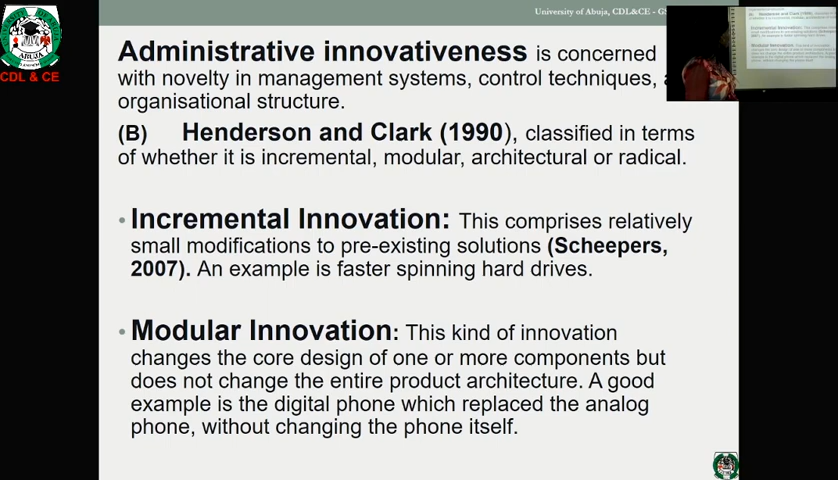 University of Abuja, CDL&CE - GS
CDL & CE
ABUJA
Administrative innovativeness is concerned
with novelty in management systems, control techniques,
organisational structure.
(B) Henderson and Clark (1990), classified in terms
of whether it is incremental, modular, architectural or radical.
• Incremental Innovation: This comprises relatively
small modifications to pre-existing solutions (Scheepers,
2007). An example is faster spinning hard drives.
• Modular Innovation: This kind of innovation
changes the core design of one or more components but
does not change the entire product architecture. A good
example is the digital phone which replaced the analog
phone, without changing the phone itself.